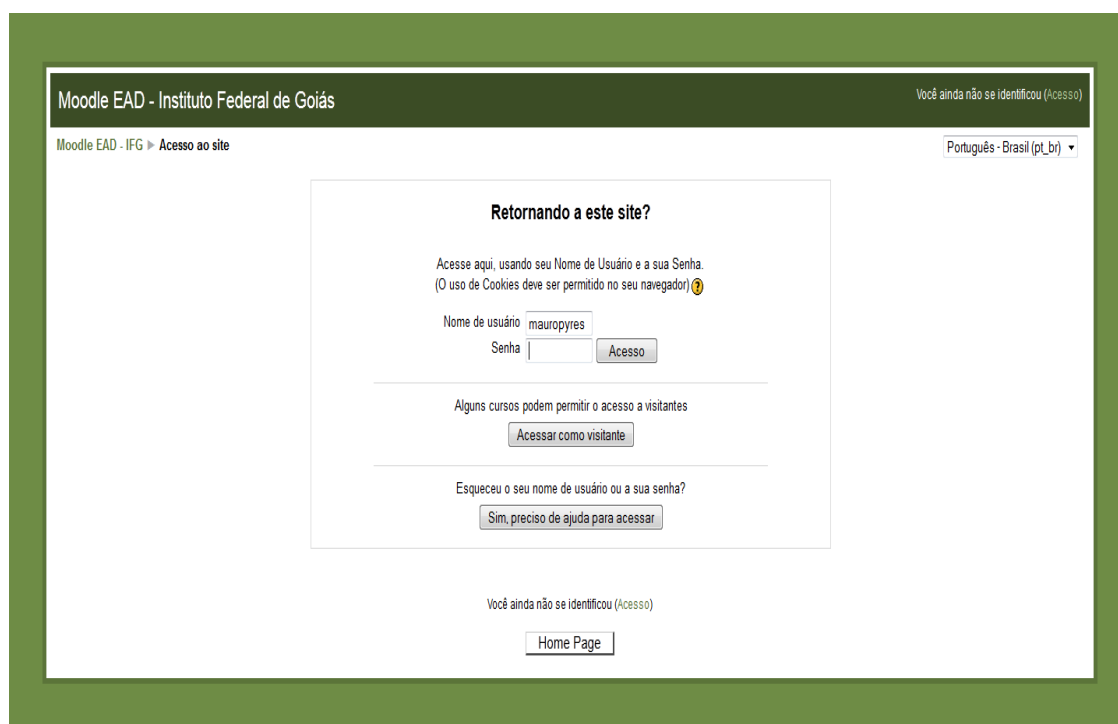 Moodle EAD - Instituto Federal de Goiás
Você ainda não se identificou (Acesso)
Moodle EAD - IFG ▶ Acesso ao site
Português - Brasil (pt_br)
Retornando a este site?
Acesse aqui, usando seu Nome de Usuário e a sua Senha.
(O uso de Cookies deve ser permitido no seu navegador) ?
Nome de usuário mauropyres
Senha Acesso
Alguns cursos podem permitir o acesso a visitantes
Acessar como visitante
Esqueceu o seu nome de usuário ou a sua senha?
Sim, preciso de ajuda para acessar
Você ainda não se identificou (Acesso)
Home Page